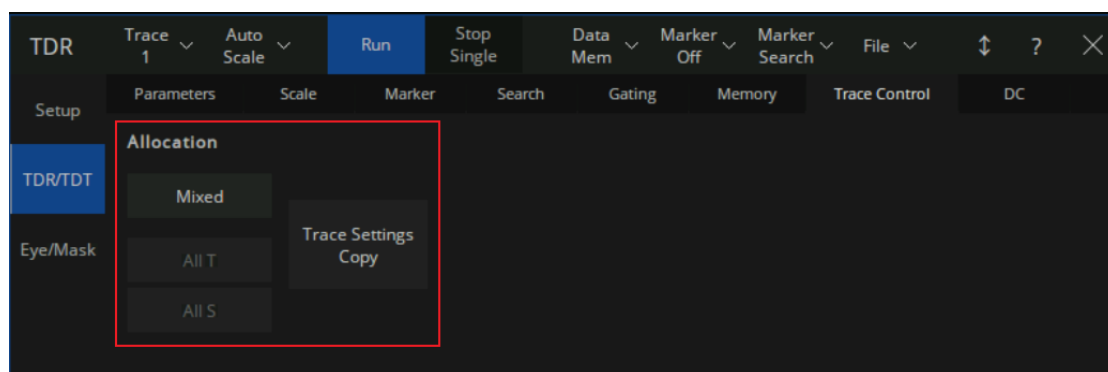 TDR
Trace
1
Auto
Scale
Run
Stop
Single
Data
Mem
Marker
Off
Marker
Search
File
?
Setup
Parameters
Scale
Marker
Search
Gating
Memory
Trace Control
DC
Allocation
TDR/TDT
Mixed
Trace Settings
Copy
Eye/Mask
All T
All S